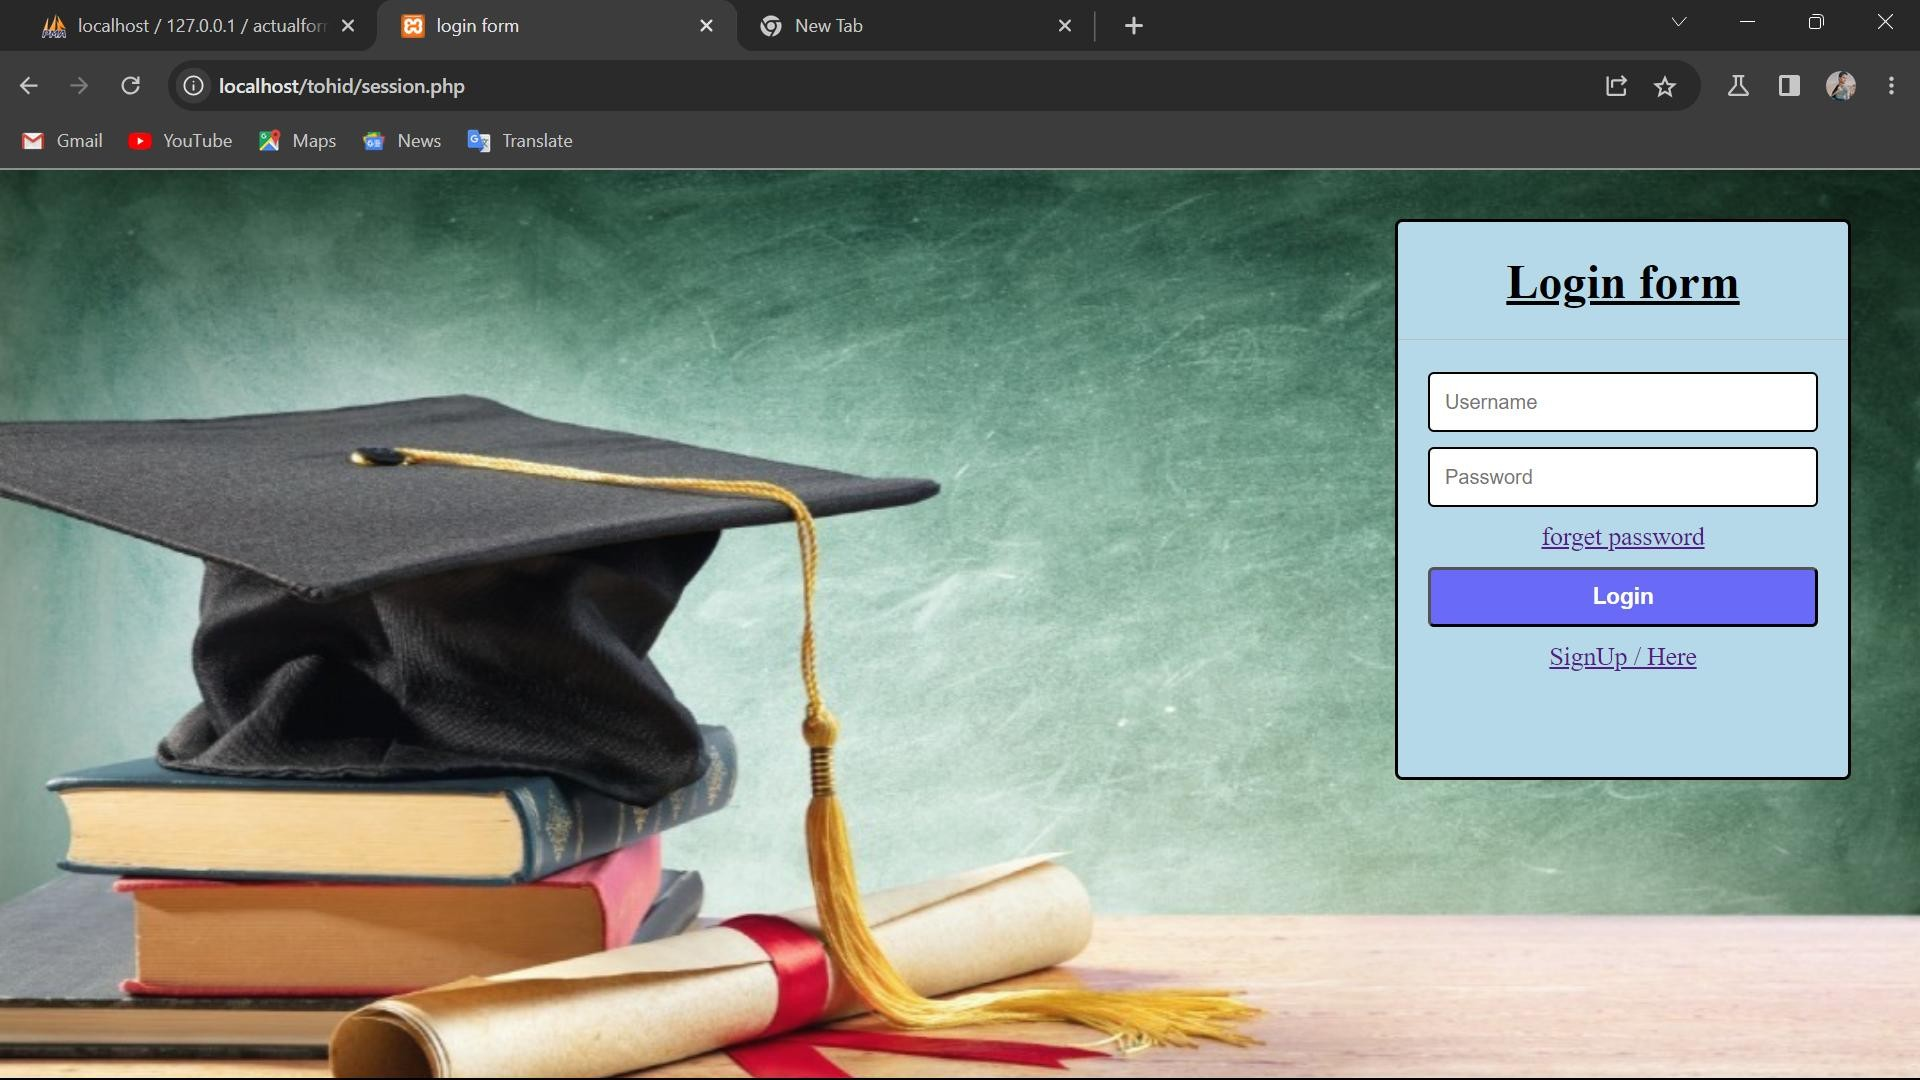 localhost / 127.0.0.1 / actualfor
login form
New Tab
localhost/tohid/session.php
Gmail
YouTube
Maps
News
Translate
Login form
Username
Password
forget password
Login
SignUp / Here